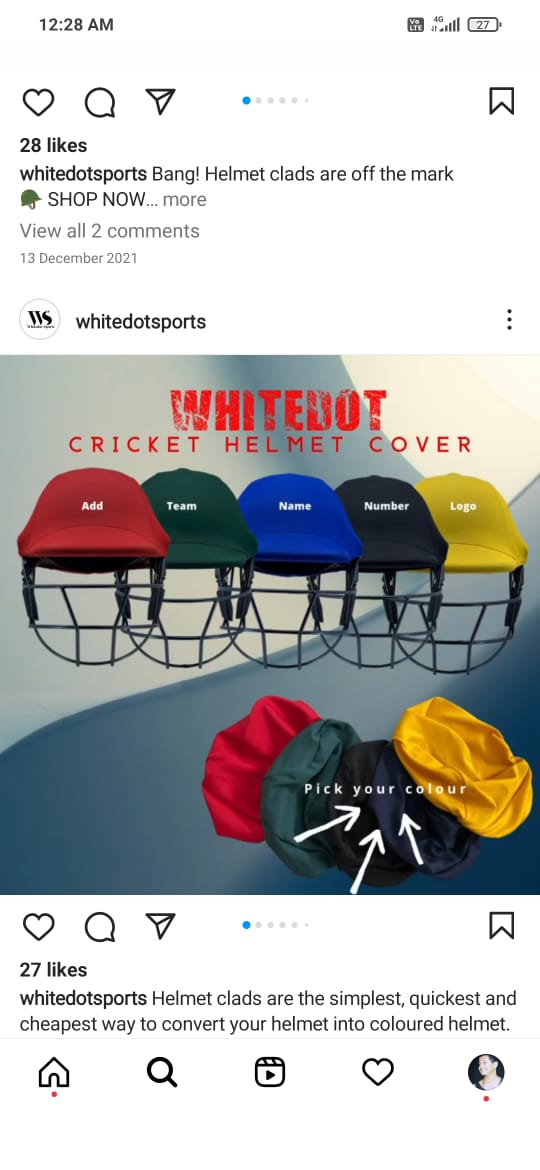 12:28 AM
Vo LTE 4G 27
28 likes
whitedotsports Bang! Helmet clads are off the mark
🪖 SHOP NOW... more
View all 2 comments
13 December 2021
WS
whitedotsports
WHITEDOT
CRICKET HELMET COVER
Add Team Name Number Logo
Pick your colour
27 likes
whitedotsports Helmet clads are the simplest, quickest and
cheapest way to convert your helmet into coloured helmet.